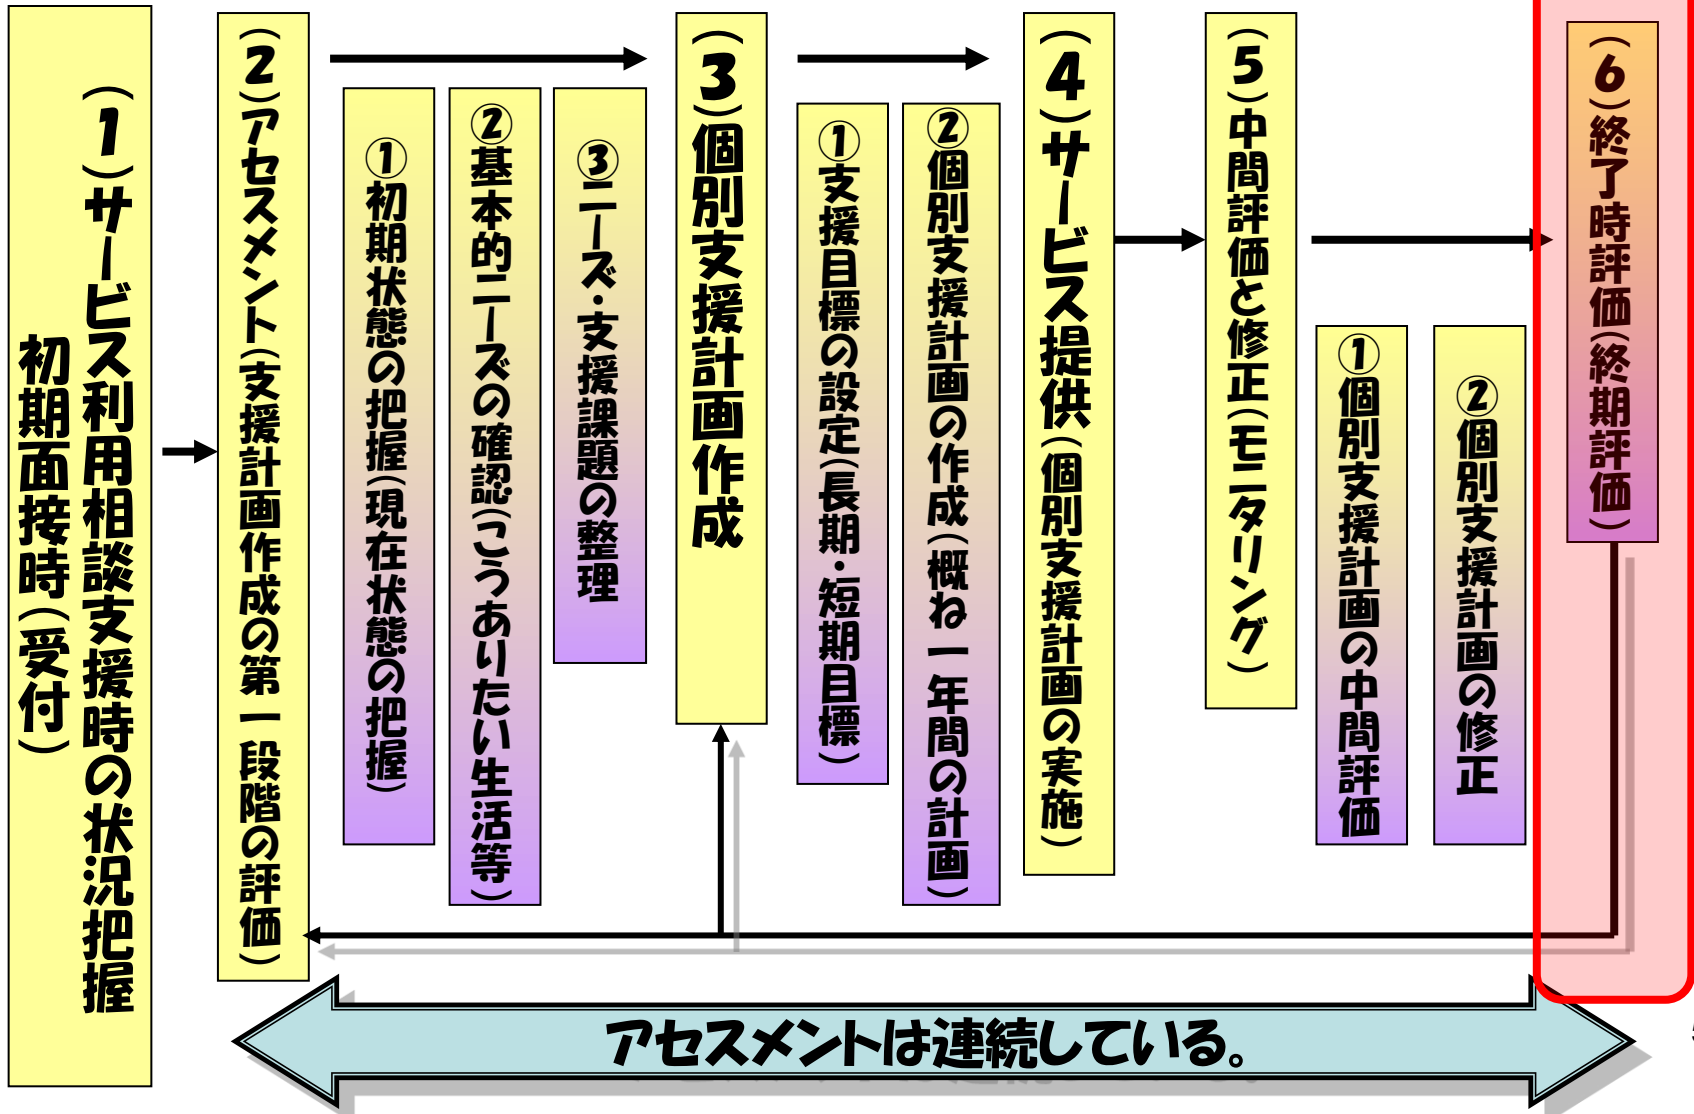 (1)サービス利用相談支援時の状況把握
初期面接時(受付)
(2)アセスメント(支援計画作成の第一段階の評価)
①初期状態の把握(現在状態の把握)
②基本的ニーズの確認(こうありたい生活等)
③ニーズ・支援課題の整理
(3)個別支援計画作成
①支援目標の設定(長期・短期目標)
②個別支援計画の作成(概ね一年間の計画)
(4)サービス提供(個別支援計画の実施)
(5)中間評価と修正(モニタリング)
①個別支援計画の中間評価
②個別支援計画の修正
(6)終了時評価(終期評価)
アセスメントは連続している。